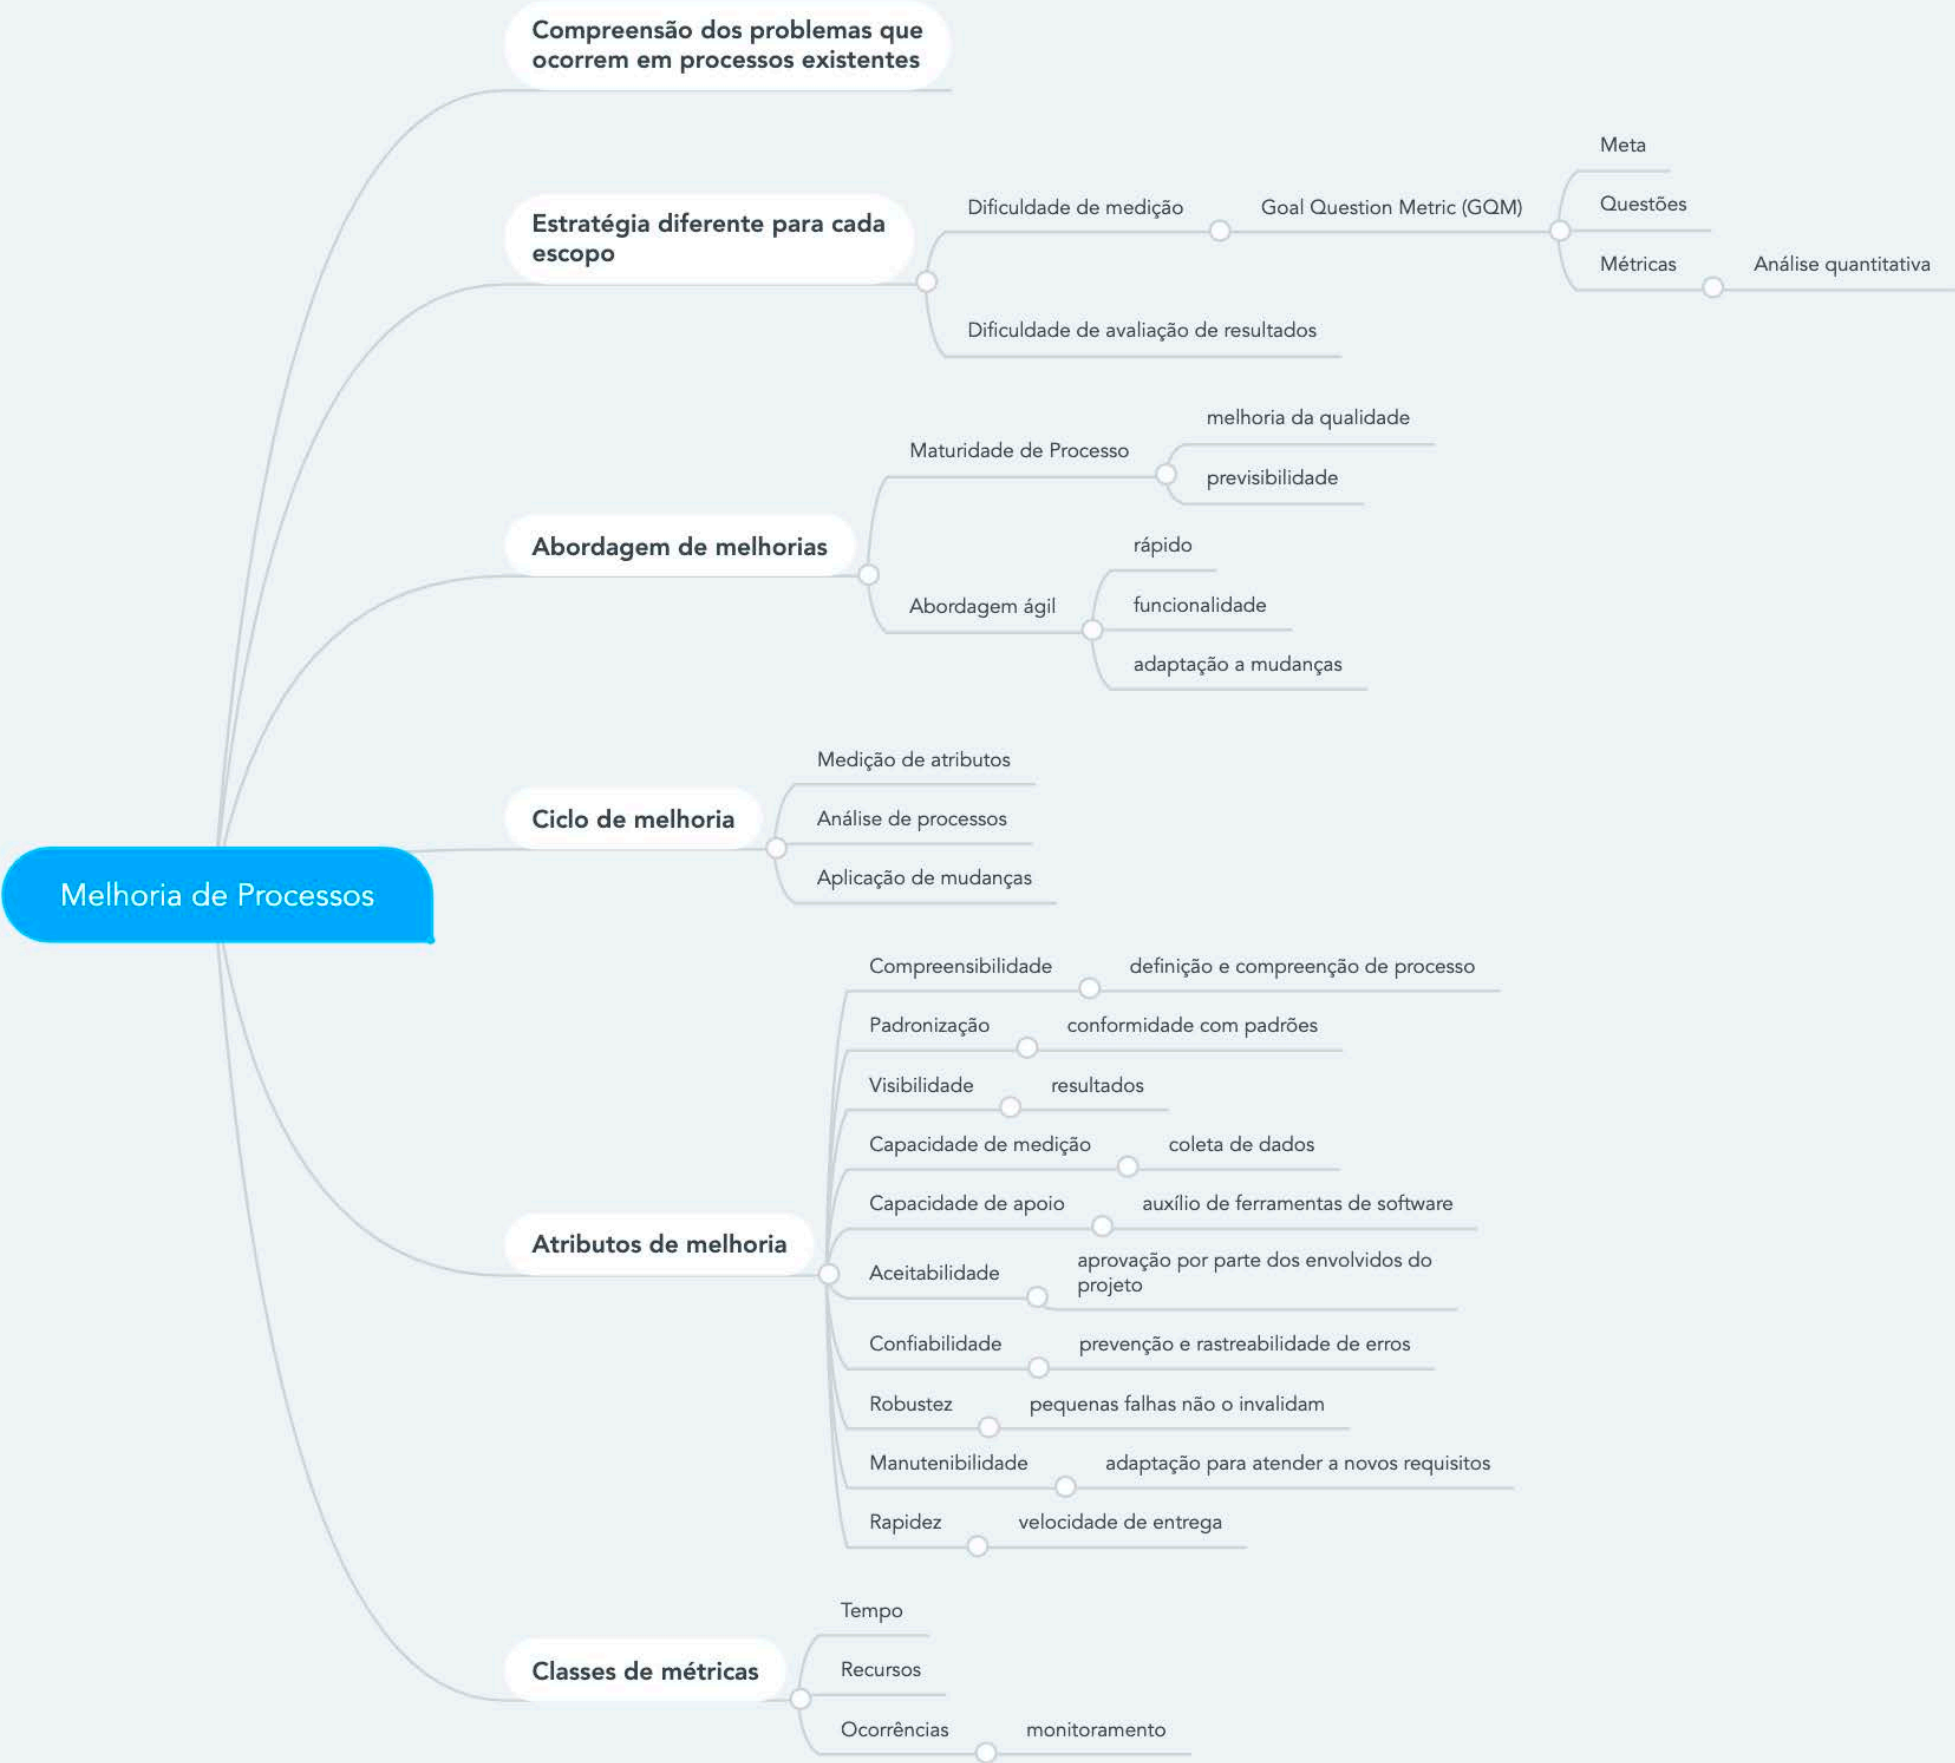 Compreensão dos problemas que
ocorrem em processos existentes
Estratégia diferente para cada
escopo
Dificuldade de medição
Goal Question Metric (GQM)
Meta
Questões
Métricas
Análise quantitativa
Dificuldade de avaliação de resultados
Abordagem de melhorias
Maturidade de Processo
melhoria da qualidade
previsibilidade
Abordagem ágil
rápido
funcionalidade
adaptação a mudanças
Melhoria de Processos
Ciclo de melhoria
Medição de atributos
Análise de processos
Aplicação de mudanças
Atributos de melhoria
Compreensibilidade
definição e compreenção de processo
Padronização
conformidade com padrões
Visibilidade
resultados
Capacidade de medição
coleta de dados
Capacidade de apoio
auxílio de ferramentas de software
Aceitabilidade
aprovação por parte dos envolvidos do
projeto
Confiabilidade
prevenção e rastreabilidade de erros
Robustez
pequenas falhas não o invalidam
Manutenibilidade
adaptação para atender a novos requisitos
Rapidez
velocidade de entrega
Classes de métricas
Tempo
Recursos
Ocorrências
monitoramento